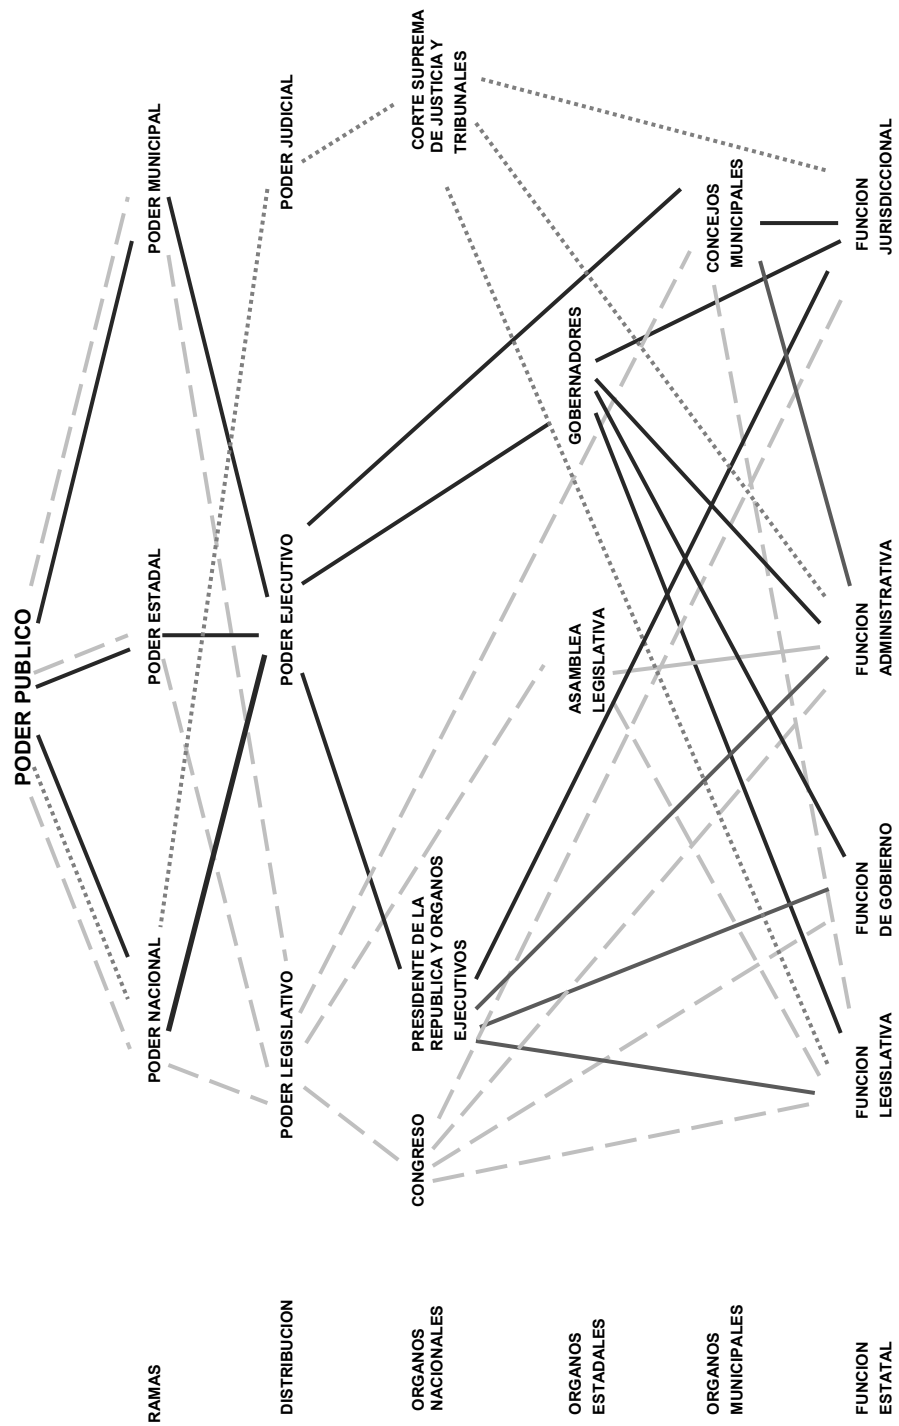 PODER PUBLICO
RAMAS
PODER NACIONAL
PODER ESTADAL
PODER MUNICIPAL
DISTRIBUCION
PODER LEGISLATIVO
PODER EJECUTIVO
PODER JUDICIAL
ORGANOS
NACIONALES
CONGRESO
PRESIDENTE DE LA
REPUBLICA Y ORGANOS
EJECUTIVOS
CORTE SUPREMA
DE JUSTICIA Y
TRIBUNALES
ORGANOS
ESTADALES
ASAMBLEA
LEGISLATIVA
GOBERNADORES
ORGANOS
MUNICIPALES
CONCEJOS
MUNICIPALES
FUNCION
ESTATAL
FUNCION
LEGISLATIVA
FUNCION
DE GOBIERNO
FUNCION
ADMINISTRATIVA
FUNCION
JURISDICCIONAL